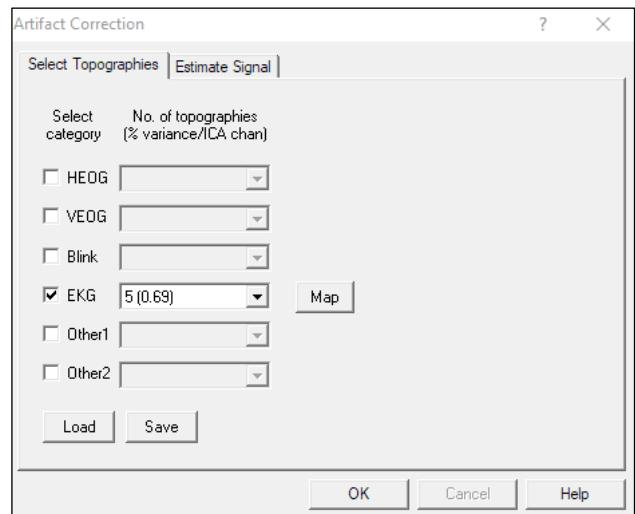 Artifact Correction ? ×
Select Topographies Estimate Signal
Select No. of topographies
category (% variance/ICA chan)
HEOG
VEOG
Blink
EKG 5 (0.69) Map
Other1
Other2
Load Save
OK Cancel Help